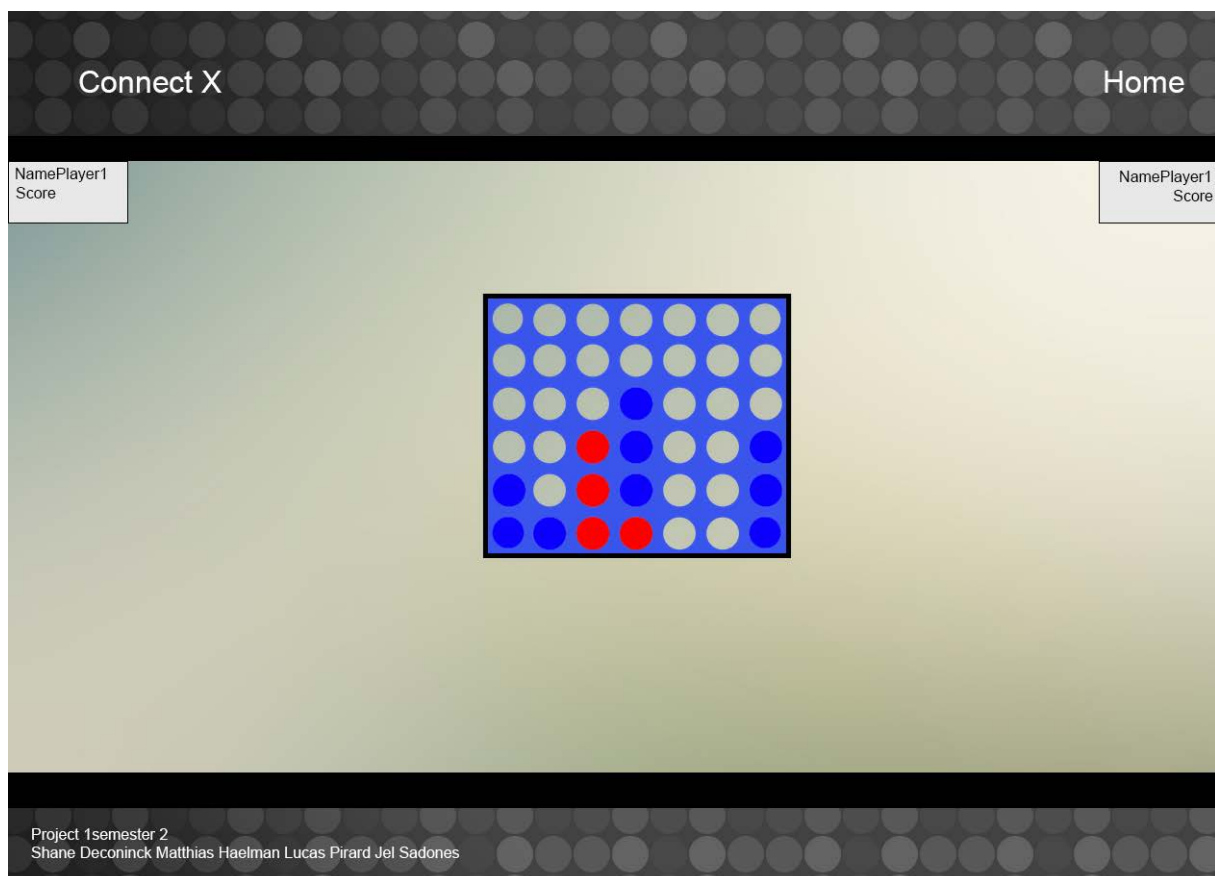 Connect X
Home
NamePlayer1
Score
NamePlayer1
Score
Project 1semester 2
Shane Deconinck Matthias Haelman Lucas Pirard Jel Sadones